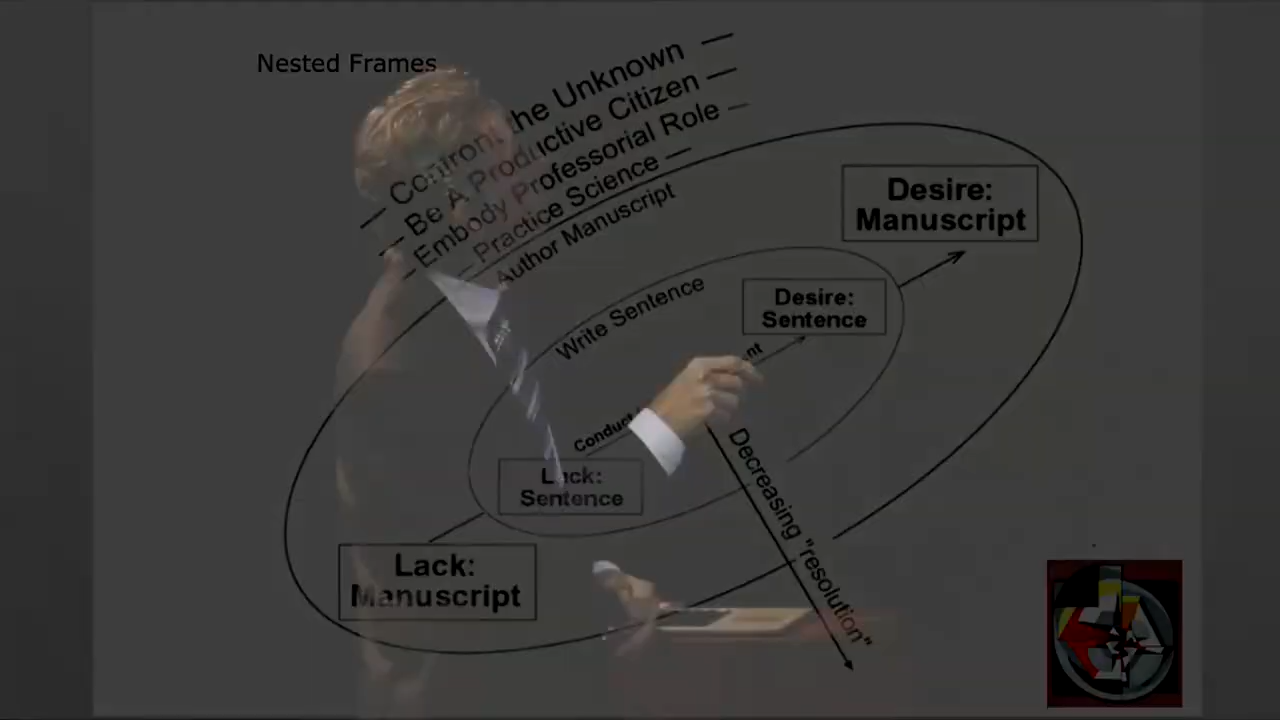 Nested Frames
Confront the Unknown
Be A Productive Citizen
Embody Professorial Role
Practice Science
Author Manuscript
Desire:
Manuscript
Write Sentence
Desire:
Sentence
Conduct
Lack:
Sentence
Lack:
Manuscript
Decreasing "resolution"